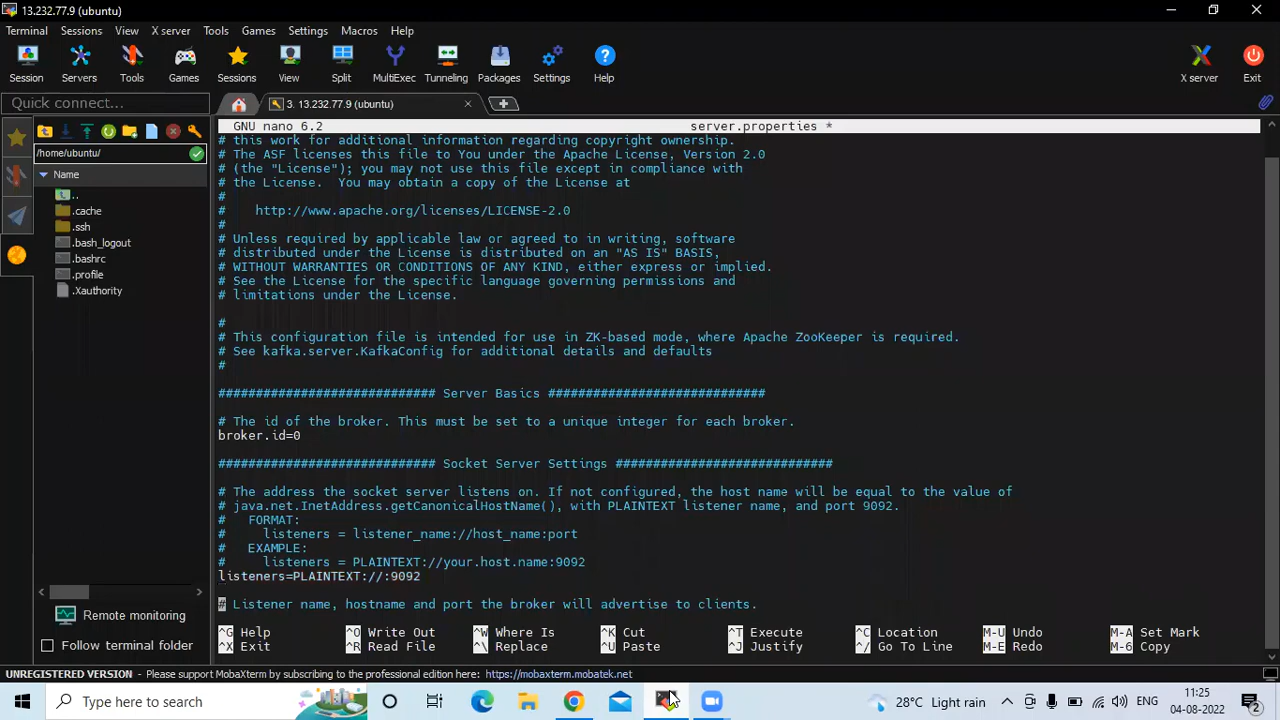 13.232.77.9 (ubuntu)
Terminal Sessions View X server Tools Games Settings Macros Help
Session Servers Tools Games Sessions View Split MultiExec Tunneling Packages Settings Help X server Exit
Quick connect...
3. 13.232.77.9 (ubuntu)
/home/ubuntu/
Name
..
.cache
.ssh
.bash_logout
.bashrc
.profile
.Xauthority
Remote monitoring
Follow terminal folder
GNU nano 6.2 server.properties *
# this work for additional information regarding copyright ownership.
# The ASF licenses this file to You under the Apache License, Version 2.0
# (the "License"); you may not use this file except in compliance with
# the License.  You may obtain a copy of the License at
#
#    http://www.apache.org/licenses/LICENSE-2.0
#
# Unless required by applicable law or agreed to in writing, software
# distributed under the License is distributed on an "AS IS" BASIS,
# WITHOUT WARRANTIES OR CONDITIONS OF ANY KIND, either express or implied.
# See the License for the specific language governing permissions and
# limitations under the License.
#
# This configuration file is intended for use in ZK-based mode, where Apache ZooKeeper is required.
# See kafka.server.KafkaConfig for additional details and defaults
#
############################# Server Basics #############################
# The id of the broker. This must be set to a unique integer for each broker.
broker.id=0
############################# Socket Server Settings #############################
# The address the socket server listens on. If not configured, the host name will be equal to the value of
# java.net.InetAddress.getCanonicalHostName(), with PLAINTEXT listener name, and port 9092.
#   FORMAT:
#     listeners = listener_name://host_name:port
#   EXAMPLE:
#     listeners = PLAINTEXT://your.host.name:9092
listeners=PLAINTEXT://:9092
# Listener name, hostname and port the broker will advertise to clients.
^G Help ^O Write Out ^W Where Is ^K Cut ^T Execute ^C Location M-U Undo M-A Set Mark
^X Exit ^R Read File ^\ Replace ^U Paste ^J Justify ^/ Go To Line M-E Redo M-6 Copy
UNREGISTERED VERSION - Please support MobaXterm by subscribing to the professional edition here: https://mobaxterm.mobatek.net
Type here to search
28°C Light rain
11:25
04-08-2022
2